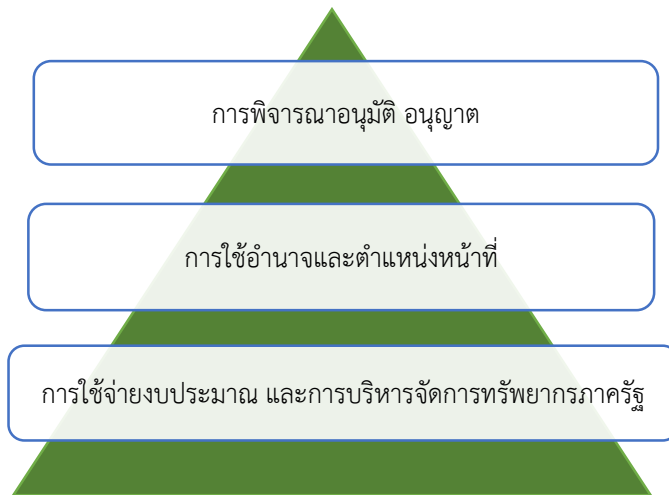 การพิจารณาอนุมัติ อนุญาต
การใช้อำนาจและตำแหน่งหน้าที่
การใช้จ่ายงบประมาณ และการบริหารจัดการทรัพยากรภาครัฐ